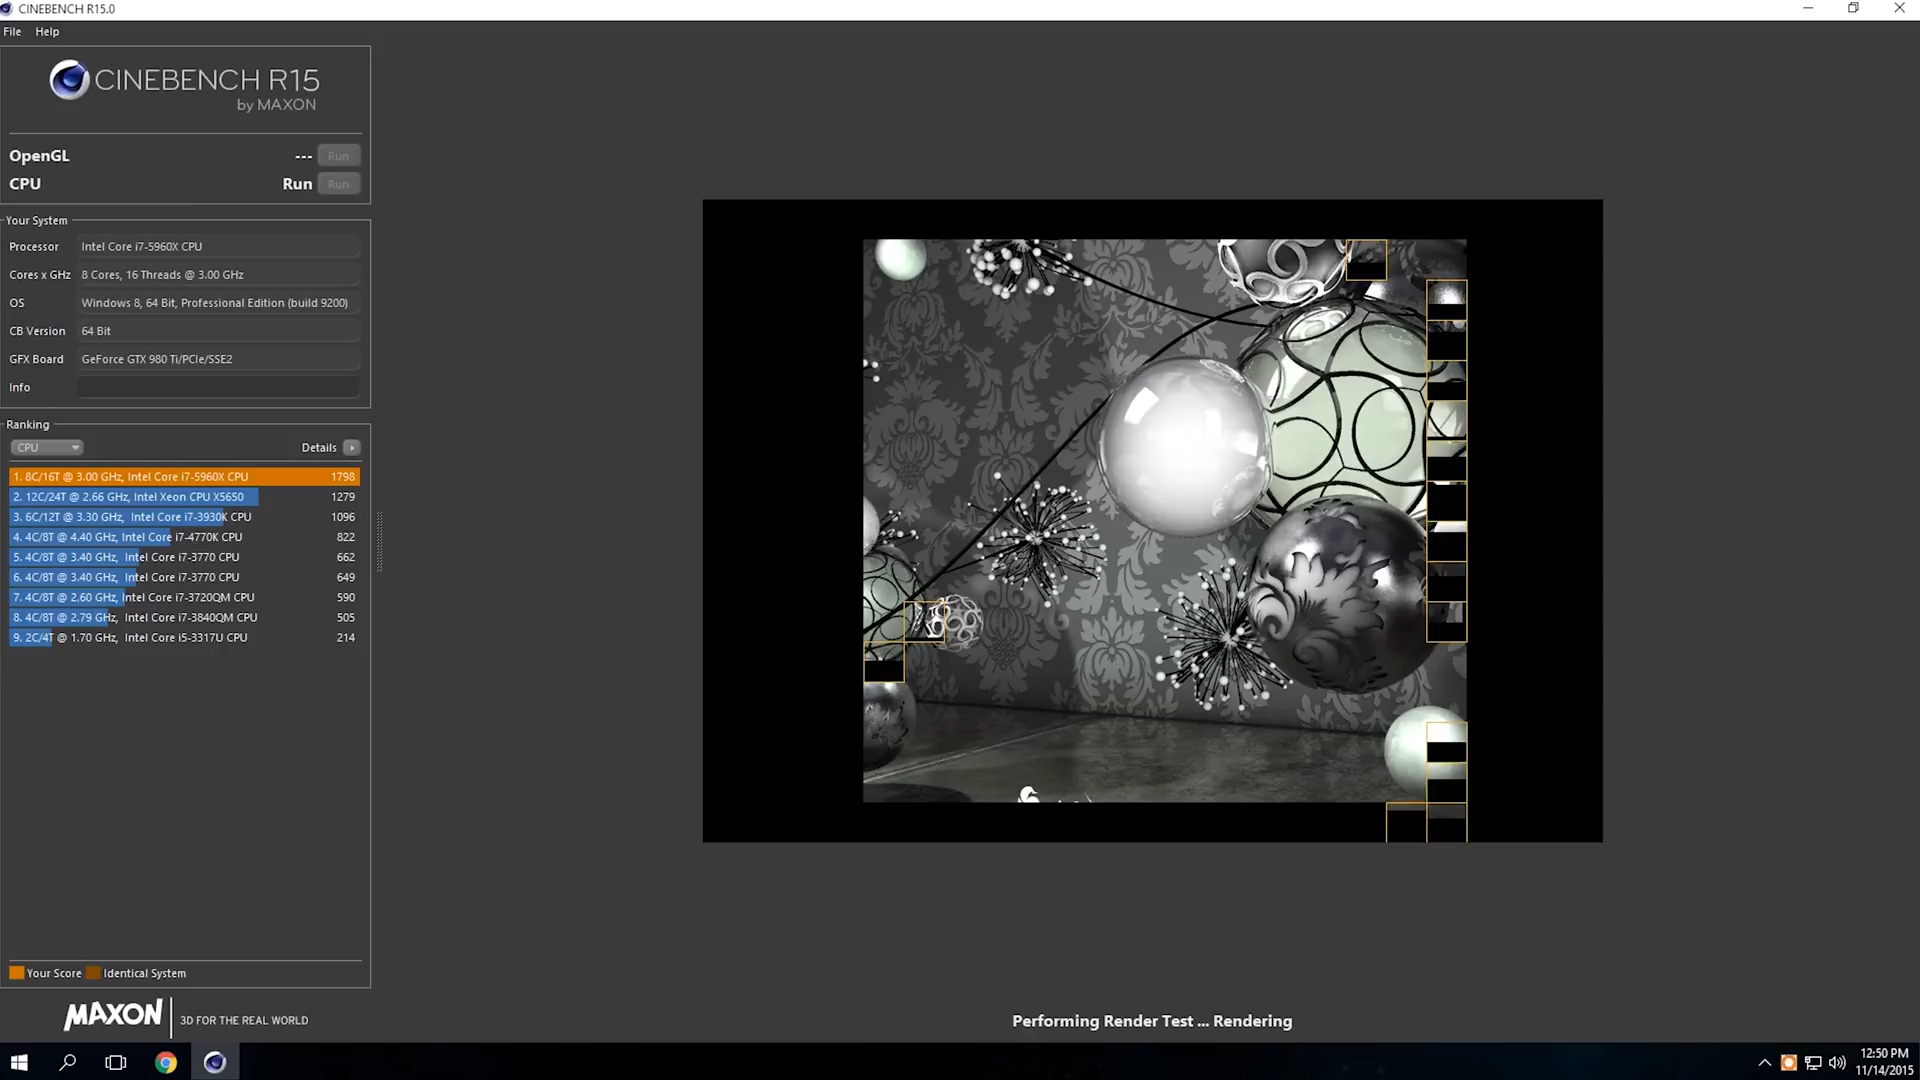 CINEBENCH R15.0
File Help
CINEBENCH R15
by MAXON
OpenGL --- Run
CPU Run Run
Your System
Processor Intel Core i7-5960X CPU
Cores x GHz 8 Cores, 16 Threads @ 3.00 GHz
OS Windows 8, 64 Bit, Professional Edition (build 9200)
CB Version 64 Bit
GFX Board GeForce GTX 980 Ti/PCIe/SSE2
Info
Ranking
CPU Details
1. 8C/16T @ 3.00 GHz, Intel Core i7-5960X CPU 1798
2. 12C/24T @ 2.66 GHz, Intel Xeon CPU X5650 1279
3. 6C/12T @ 3.30 GHz, Intel Core i7-3930K CPU 1096
4. 4C/8T @ 4.40 GHz, Intel Core i7-4770K CPU 822
5. 4C/8T @ 3.40 GHz, Intel Core i7-3770 CPU 662
6. 4C/8T @ 3.40 GHz, Intel Core i7-3770 CPU 649
7. 4C/8T @ 2.60 GHz, Intel Core i7-3720QM CPU 590
8. 4C/8T @ 2.79 GHz, Intel Core i7-3840QM CPU 505
9. 2C/4T @ 1.70 GHz, Intel Core i5-3317U CPU 214
Your Score Identical System
MAXON 3D FOR THE REAL WORLD
Performing Render Test ... Rendering
12:50 PM
11/14/2015